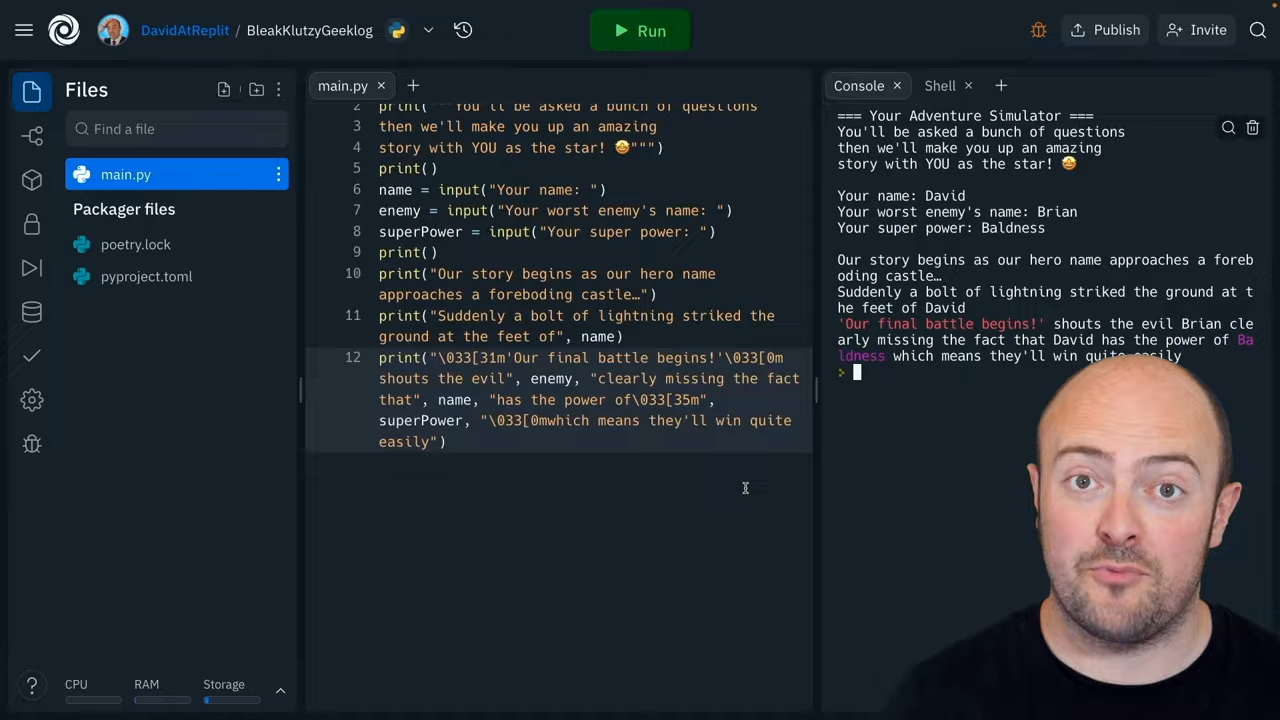 DavidAtReplit / BleakKlutzyGeeklog
Run
Publish
Invite
Files
Find a file
main.py
Packager files
poetry.lock
pyproject.toml
CPU
RAM
Storage
?
main.py
2 print("""You'll be asked a bunch of questions
3 then we'll make you up an amazing
4 story with YOU as the star! 🤩""")
5 print()
6 name = input("Your name: ")
7 enemy = input("Your worst enemy's name: ")
8 superPower = input("Your super power: ")
9 print()
10 print("Our story begins as our hero name
approaches a foreboding castle…")
11 print("Suddenly a bolt of lightning striked the
ground at the feet of", name)
12 print("\033[31m'Our final battle begins!'\033[0m
shouts the evil", enemy, "clearly missing the fact
that", name, "has the power of\033[35m",
superPower, "\033[0mwhich means they'll win quite
easily")
Console
Shell
=== Your Adventure Simulator ===
You'll be asked a bunch of questions
then we'll make you up an amazing
story with YOU as the star! 🤩
Your name: David
Your worst enemy's name: Brian
Your super power: Baldness
Our story begins as our hero name approaches a foreb
oding castle…
Suddenly a bolt of lightning striked the ground at t
he feet of David
'Our final battle begins!' shouts the evil Brian cle
arly missing the fact that David has the power of Ba
ldness which means they'll win quite easily
>